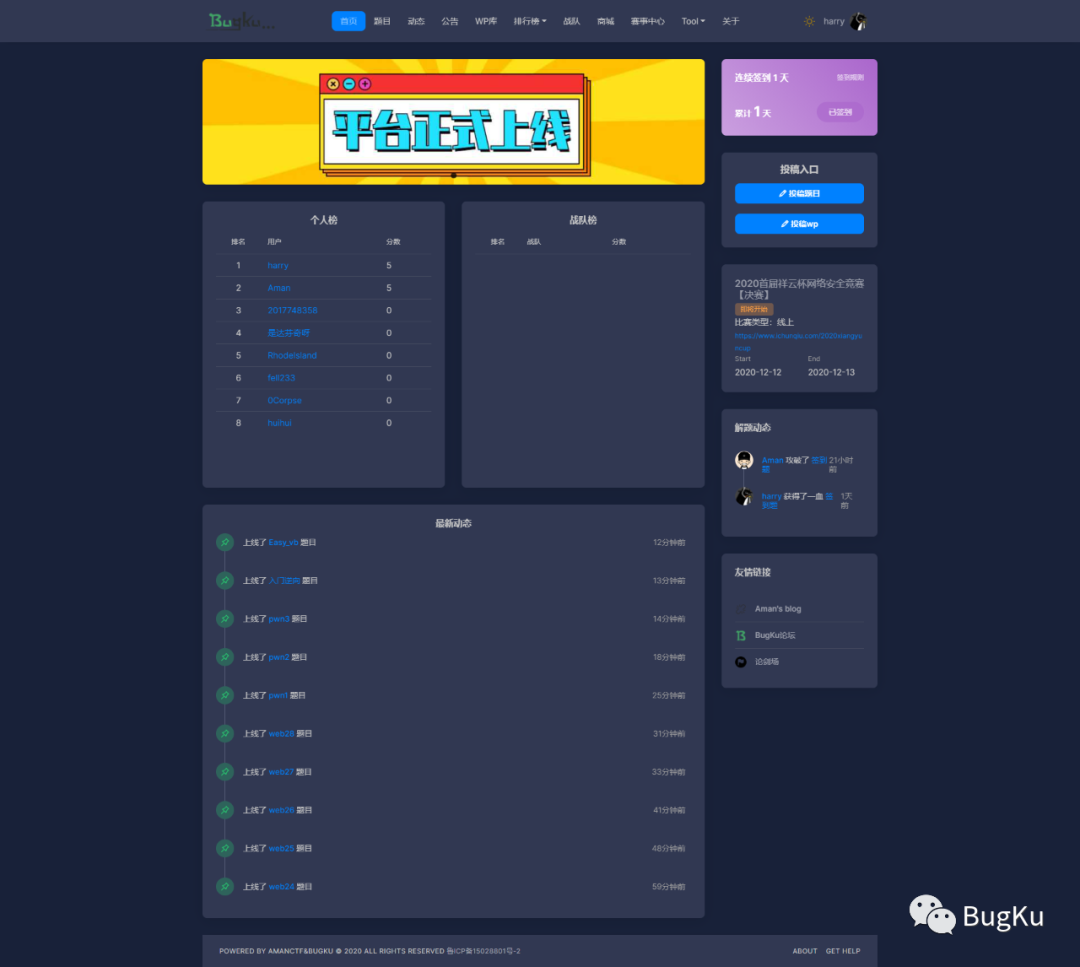 BugKu...
首页 题目 动态 公告 WP库 排行榜 战队 商城 赛事中心 Tool 关于
harry
平台正式上线
连续签到 1 天 签到规则
累计 1 天 已签到
投稿入口
投稿题目
投稿wp
个人榜
排名 用户 分数
1 harry 5
2 Aman 5
3 2017748358 0
4 是达芬奇呀 0
5 RhodeIsland 0
6 fell233 0
7 0Corpse 0
8 huihui 0
战队榜
排名 战队 分数
2020首届祥云杯网络安全竞赛
【决赛】
即将开始
比赛类型：线上
https://www.ichunqiu.com/2020xiangyu
ncup
Start End
2020-12-12 2020-12-13
解题动态
Aman 攻破了 签到 21小时
题 前
harry 获得了一血 签 1天
到题 前
最新动态
上线了 Easy_vb 题目 12分钟前
上线了 入门逆向 题目 13分钟前
上线了 pwn3 题目 14分钟前
上线了 pwn2 题目 18分钟前
上线了 pwn1 题目 25分钟前
上线了 web28 题目 31分钟前
上线了 web27 题目 33分钟前
上线了 web26 题目 41分钟前
上线了 web25 题目 48分钟前
上线了 web24 题目 59分钟前
友情链接
Aman's blog
BugKu论坛
论剑场
BugKu
POWERED BY AMANCTF&BUGKU © 2020 ALL RIGHTS RESERVED 鲁ICP备15028801号-2
ABOUT GET HELP